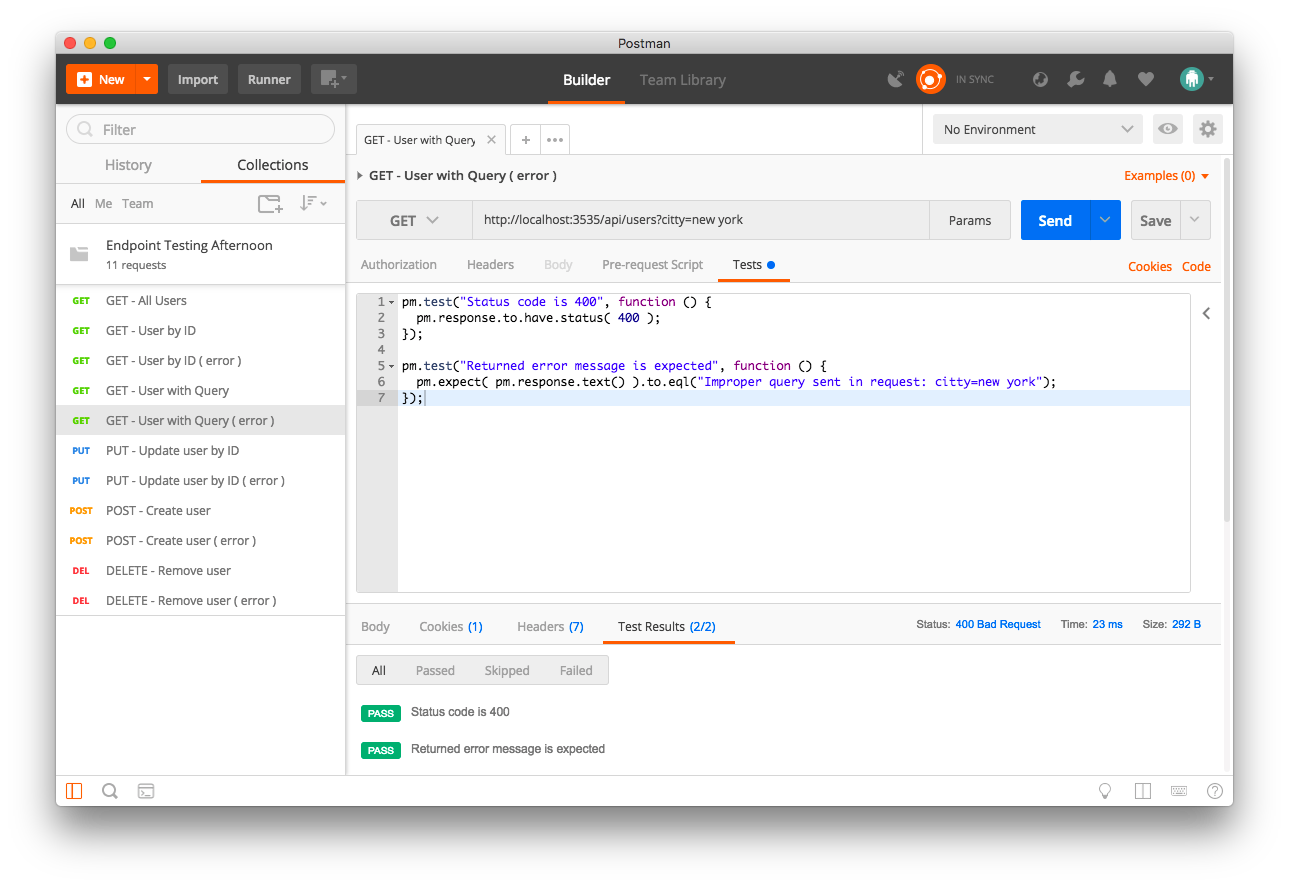 Postman
New
Import
Runner
Builder
Team Library
IN SYNC
Filter
History
Collections
All Me Team
Endpoint Testing Afternoon
11 requests
GET GET - All Users
GET GET - User by ID
GET GET - User by ID ( error )
GET GET - User with Query
GET GET - User with Query ( error )
PUT PUT - Update user by ID
PUT PUT - Update user by ID ( error )
POST POST - Create user
POST POST - Create user ( error )
DEL DELETE - Remove user
DEL DELETE - Remove user ( error )
GET - User with Query
No Environment
GET - User with Query ( error )
Examples (0)
GET
http://localhost:3535/api/users?citty=new york
Params
Send
Save
Authorization
Headers
Body
Pre-request Script
Tests
Cookies
Code
1 pm.test("Status code is 400", function () {
2 pm.response.to.have.status( 400 );
3 });
4
5 pm.test("Returned error message is expected", function () {
6 pm.expect( pm.response.text() ).to.eql("Improper query sent in request: citty=new york");
7 });
Body
Cookies (1)
Headers (7)
Test Results (2/2)
Status: 400 Bad Request
Time: 23 ms
Size: 292 B
All
Passed
Skipped
Failed
PASS Status code is 400
PASS Returned error message is expected